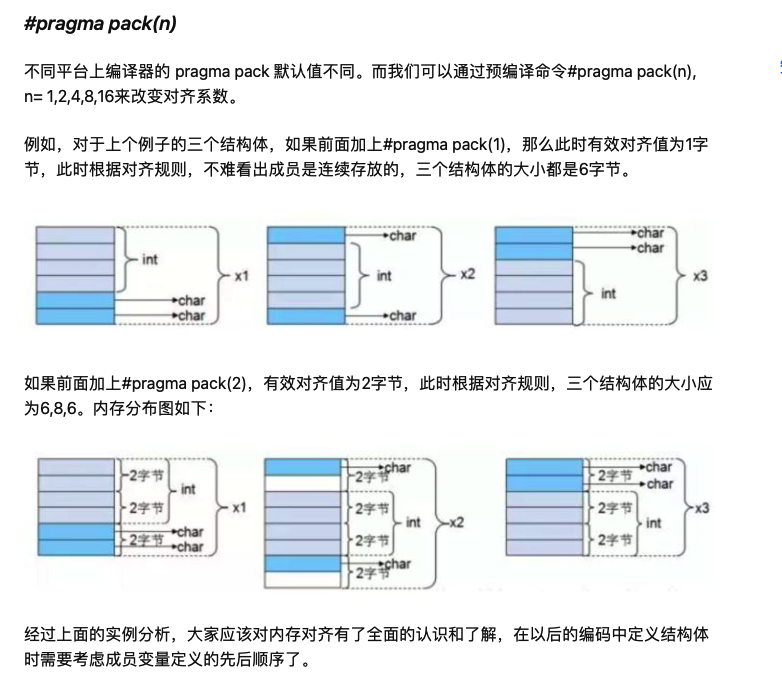 #pragma pack(n)
不同平台上编译器的 pragma pack 默认值不同。而我们可以通过预编译命令#pragma pack(n),
n= 1,2,4,8,16来改变对齐系数。
例如，对于上个例子的三个结构体，如果前面加上#pragma pack(1)，那么此时有效对齐值为1字
节，此时根据对齐规则，不难看出成员是连续存放的，三个结构体的大小都是6字节。
int
char
char
x1
char
int
char
x2
char
char
int
x3
如果前面加上#pragma pack(2)，有效对齐值为2字节，此时根据对齐规则，三个结构体的大小应
为6,8,6。内存分布图如下：
2字节
int
2字节
char
2字节
char
x1
char
2字节
2字节
int
2字节
char
2字节
x2
char
2字节
char
2字节
int
2字节
x3
经过上面的实例分析，大家应该对内存对齐有了全面的认识和了解，在以后的编码中定义结构体
时需要考虑成员变量定义的先后顺序了。